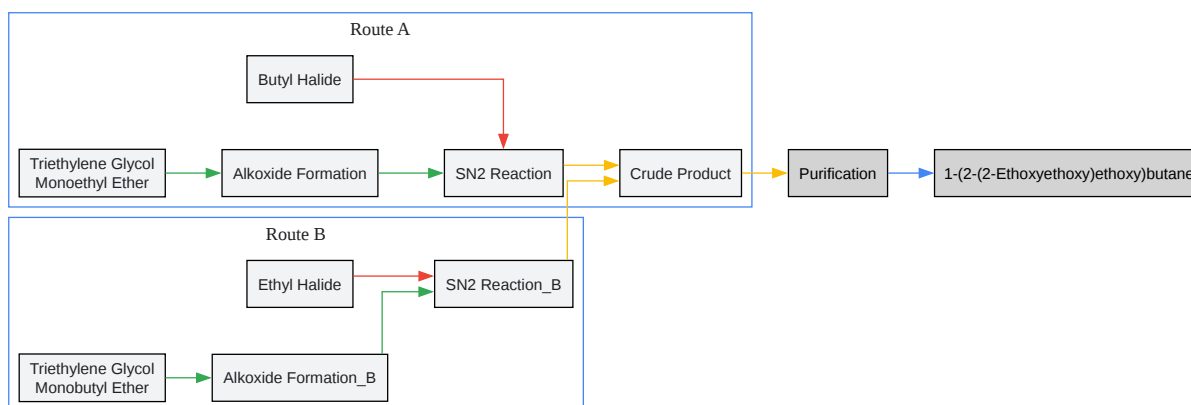 Route A
Butyl Halide
Triethylene Glycol
Monoethyl Ether
Alkoxide Formation
SN2 Reaction
Crude Product
Purification
1-(2-(2-Ethoxyethoxy)ethoxy)butane
Route B
Ethyl Halide
SN2 Reaction_B
Triethylene Glycol
Monobutyl Ether
Alkoxide Formation_B